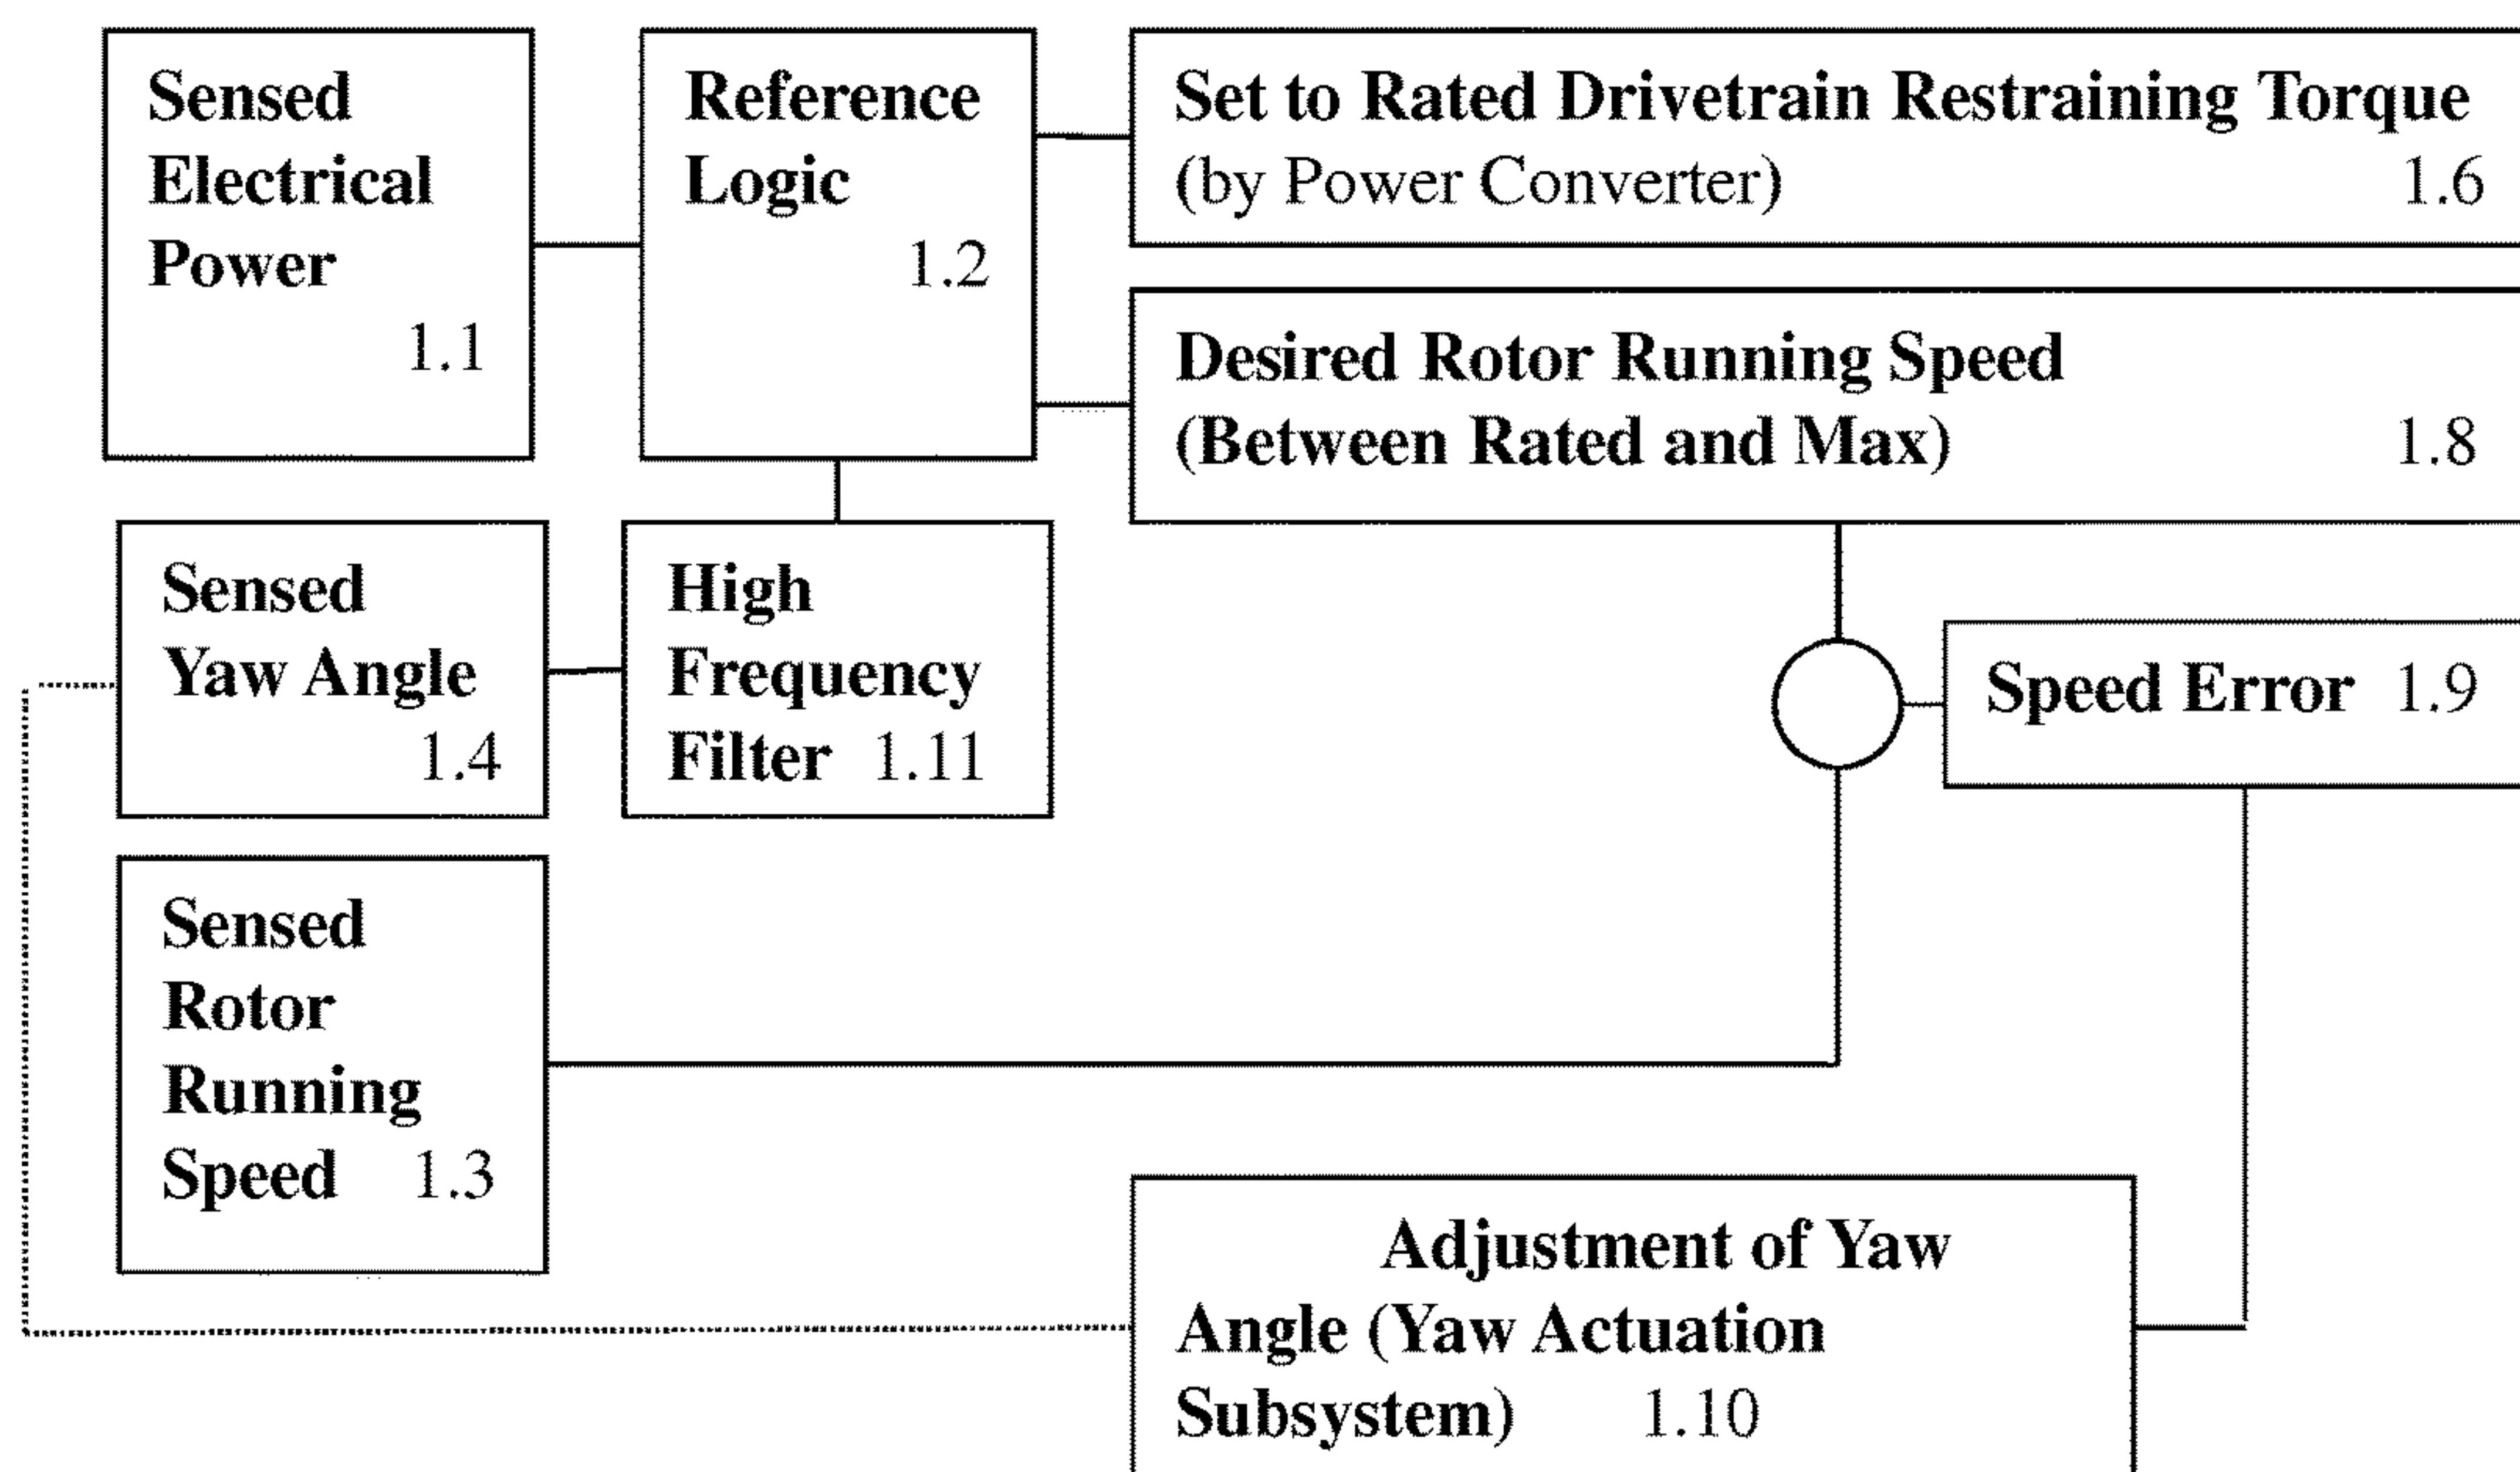 Sensed
Electrical
Power
1.1
Reference
Logic
1.2
Set to Rated Drivetrain Restraining Torque
(by Power Converter) 1.6
Desired Rotor Running Speed
(Between Rated and Max) 1.8
Sensed
Yaw Angle
1.4
High
Frequency
Filter 1.11
Speed Error 1.9
Sensed
Rotor
Running
Speed 1.3
Adjustment of Yaw
Angle (Yaw Actuation
Subsystem) 1.10